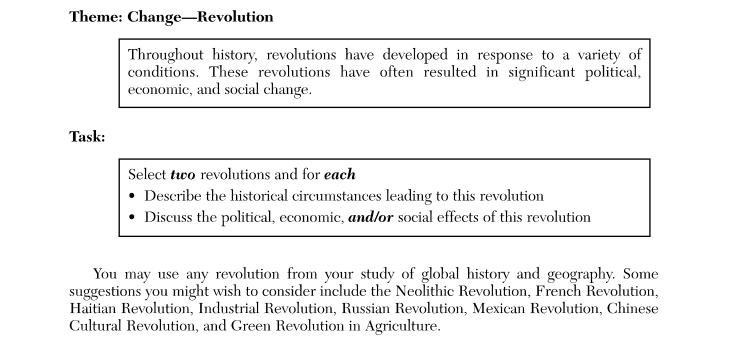 Theme: Change—Revolution
Throughout history, revolutions have developed in response to a variety of
conditions. These revolutions have often resulted in significant political,
economic, and social change.
Task:
Select two revolutions and for each
• Describe the historical circumstances leading to this revolution
• Discuss the political, economic, and/or social effects of this revolution
You may use any revolution from your study of global history and geography. Some
suggestions you might wish to consider include the Neolithic Revolution, French Revolution,
Haitian Revolution, Industrial Revolution, Russian Revolution, Mexican Revolution, Chinese
Cultural Revolution, and Green Revolution in Agriculture.